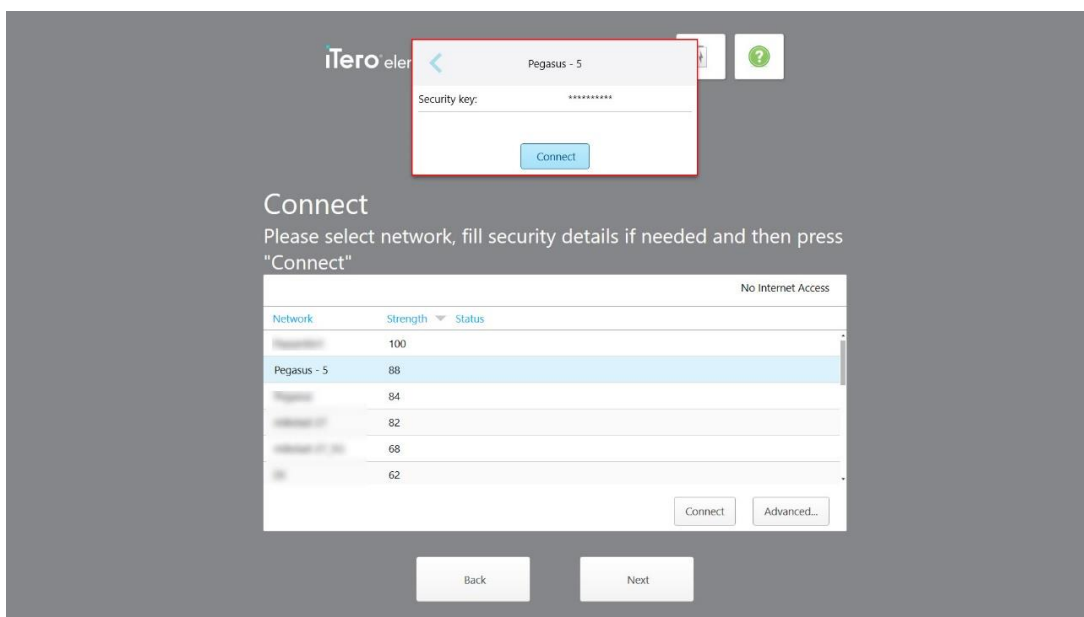 iTero eler
Pegasus - 5
Security key: **********
Connect
Connect
Please select network, fill security details if needed and then press
"Connect"
No Internet Access
Network Strength Status
100
Pegasus - 5 88
84
82
68
62
Connect Advanced...
Back Next